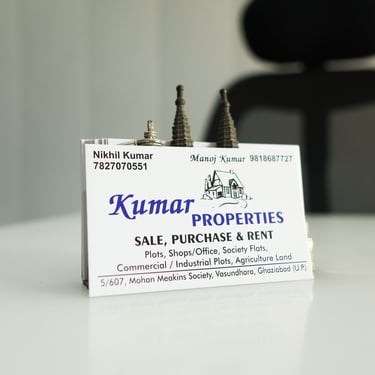 Nikhil Kumar
7827070551
Manoj Kumar 9818687727
Kumar
PROPERTIES
SALE, PURCHASE & RENT
Plots, Shops/Office, Society Flats,
Commercial / Industrial Plots, Agriculture Land
5/607, Mohan Meakins Society, Vasundhara, Ghaziabad (U.P.)